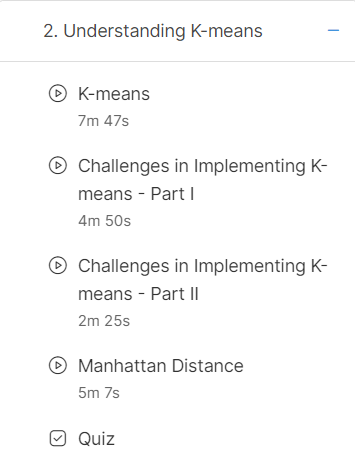 2. Understanding K-means
K-means
7m 47s
Challenges in Implementing K-
means - Part I
4m 50s
Challenges in Implementing K-
means - Part II
2m 25s
Manhattan Distance
5m 7s
Quiz